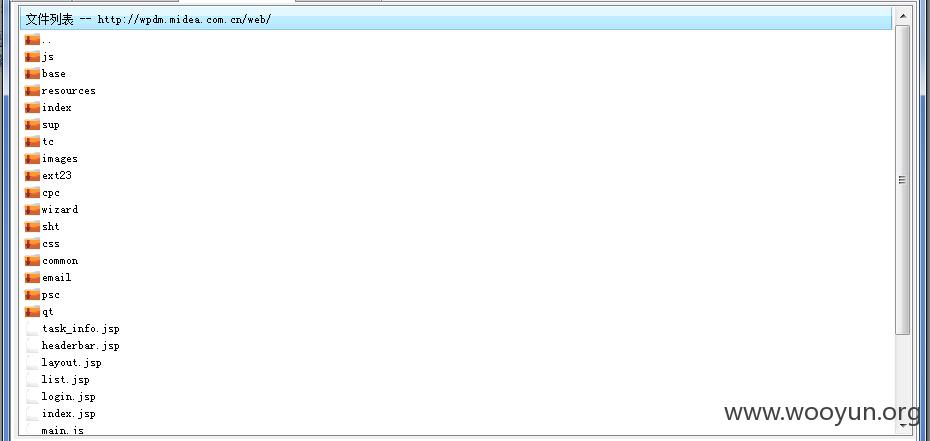 文件列表 -- http://wpdm.midea.com.cn/web/
..
js
base
resources
index
sup
tc
images
ext23
cpc
wizard
sht
css
common
email
psc
qt
task_info.jsp
headerbar.jsp
layout.jsp
list.jsp
login.jsp
index.jsp
main.js
www.wooyun.org